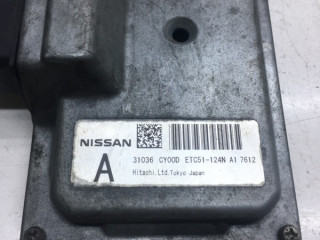 NISSAN
A
31036 CY00D ETC51-124N A1 7612
Hitachi,Ltd.Tokyo Japan